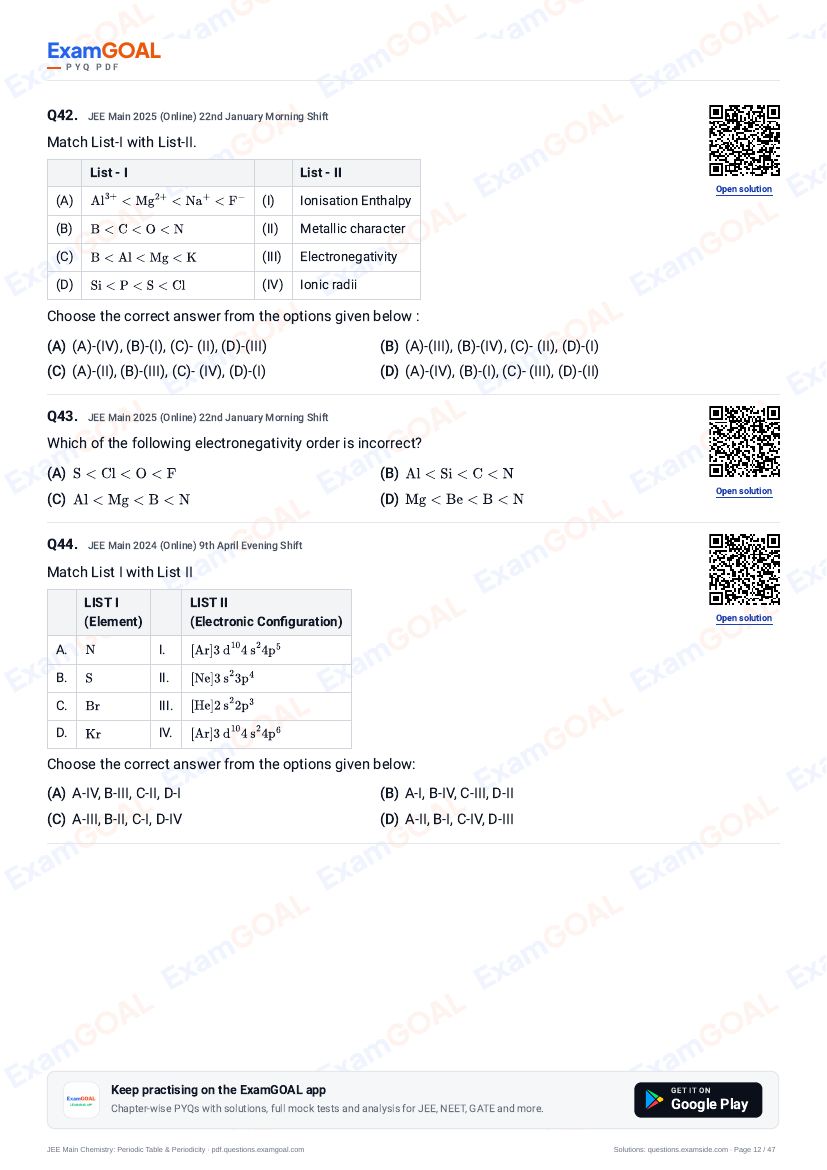 ExamGOAL
PYQ PDF
Q42. JEE Main 2025 (Online) 22nd January Morning Shift
Match List-I with List-II.
List - I List - II
(A) Al³⁺ < Mg²⁺ < Na⁺ < F⁻ (I) Ionisation Enthalpy
(B) B < C < O < N (II) Metallic character
(C) B < Al < Mg < K (III) Electronegativity
(D) Si < P < S < Cl (IV) Ionic radii
Open solution
Choose the correct answer from the options given below :
(A) (A)-(IV), (B)-(I), (C)- (II), (D)-(III) (B) (A)-(III), (B)-(IV), (C)- (II), (D)-(I)
(C) (A)-(II), (B)-(III), (C)- (IV), (D)-(I) (D) (A)-(IV), (B)-(I), (C)- (III), (D)-(II)
Q43. JEE Main 2025 (Online) 22nd January Morning Shift
Which of the following electronegativity order is incorrect?
(A) S < Cl < O < F (B) Al < Si < C < N
(C) Al < Mg < B < N (D) Mg < Be < B < N
Open solution
Q44. JEE Main 2024 (Online) 9th April Evening Shift
Match List I with List II
LIST I LIST II
(Element) (Electronic Configuration)
A. N I. [Ar]3 d¹⁰4 s²4p⁵
B. S II. [Ne]3 s²3p⁴
C. Br III. [He]2 s²2p³
D. Kr IV. [Ar]3 d¹⁰4 s²4p⁶
Open solution
Choose the correct answer from the options given below:
(A) A-IV, B-III, C-II, D-I (B) A-I, B-IV, C-III, D-II
(C) A-III, B-II, C-I, D-IV (D) A-II, B-I, C-IV, D-III
ExamGOAL
Keep practising on the ExamGOAL app
Chapter-wise PYQs with solutions, full mock tests and analysis for JEE, NEET, GATE and more.
GET IT ON
Google Play
JEE Main Chemistry: Periodic Table & Periodicity · pdf.questions.examgoal.com Solutions: questions.examside.com · Page 12 / 47